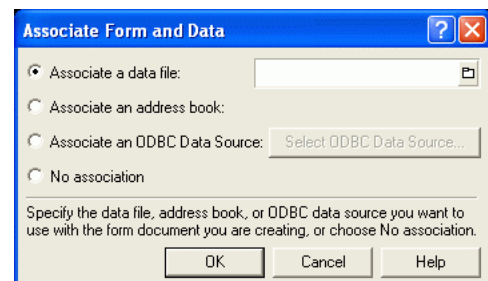 Associate Form and Data
Associate a data file:
Associate an address book:
Associate an ODBC Data Source: Select ODBC Data Source...
No association
Specify the data file, address book, or ODBC data source you want to
use with the form document you are creating, or choose No association.
OK Cancel Help